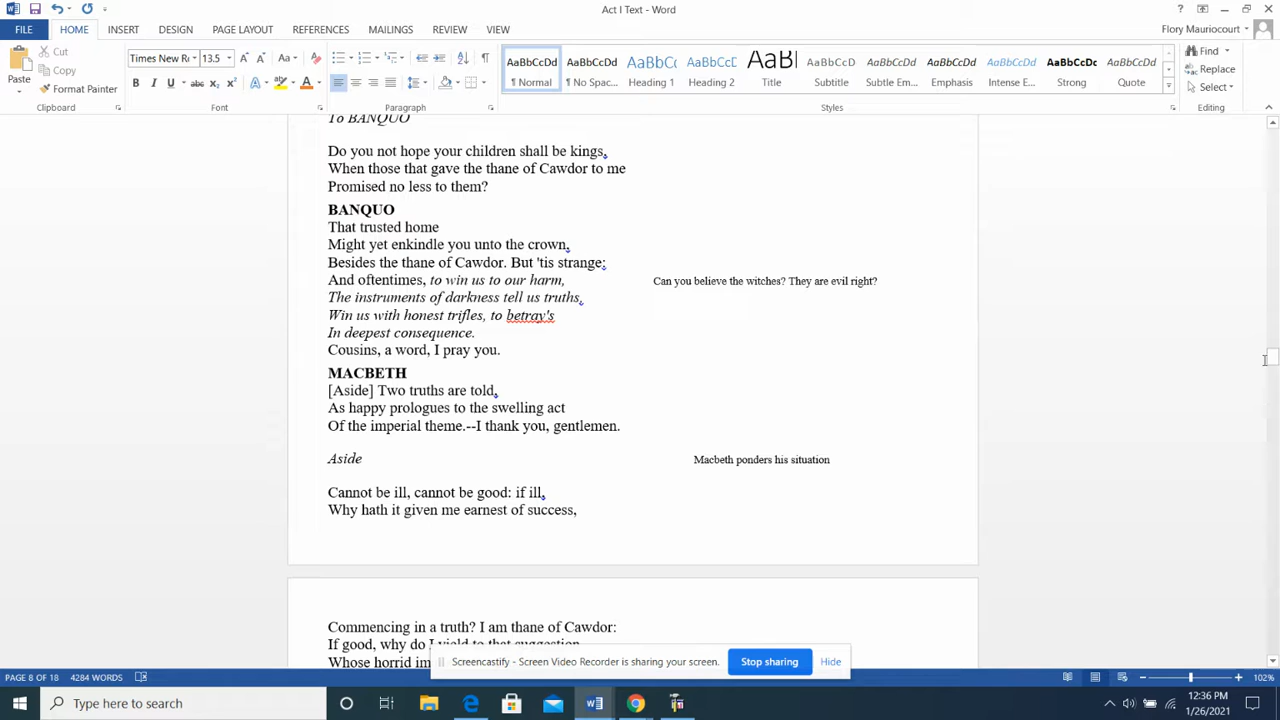 Act I Text - Word
FILE HOME INSERT DESIGN PAGE LAYOUT REFERENCES MAILINGS REVIEW VIEW Flory Mauriocourt
Paste Cut Copy Format Painter Clipboard
Times New Ro 13.5 Font
Paragraph
AaBbCcDd ¶ Normal AaBbCcDd ¶ No Spac... AaBbC Heading 1 AaBbCcD Heading 2 AaBl Title AaBbCcD Subtitle AaBbCcDd Subtle Em... AaBbCcDd Emphasis AaBbCcDd Intense E... AaBbCcDc Strong AaBbCcDd Quote Styles
Find Replace Select Editing
To BANQUO
Do you not hope your children shall be kings,
When those that gave the thane of Cawdor to me
Promised no less to them?
BANQUO
That trusted home
Might yet enkindle you unto the crown,
Besides the thane of Cawdor. But 'tis strange:
And oftentimes, to win us to our harm, Can you believe the witches? They are evil right?
The instruments of darkness tell us truths,
Win us with honest trifles, to betray's
In deepest consequence.
Cousins, a word, I pray you.
MACBETH
[Aside] Two truths are told,
As happy prologues to the swelling act
Of the imperial theme.--I thank you, gentlemen.
Aside Macbeth ponders his situation
Cannot be ill, cannot be good: if ill,
Why hath it given me earnest of success,
Commencing in a truth? I am thane of Cawdor:
If good, why do I yield to that suggestion
Whose horrid im
Screencastify - Screen Video Recorder is sharing your screen. Stop sharing Hide
PAGE 8 OF 18 4284 WORDS 102%
Type here to search
12:36 PM
1/26/2021